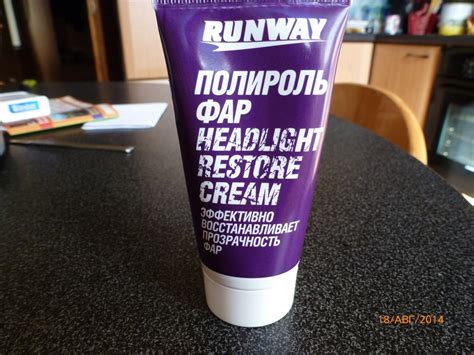 RUNWAY
ПОЛИРОЛЬ
ФАР
HEADLIGHT
RESTORE
CREAM
ЭФФЕКТИВНО
ВОССТАНАВЛИВАЕТ
ПРОЗРАЧНОСТЬ
ФАР
18/АВГ/2014